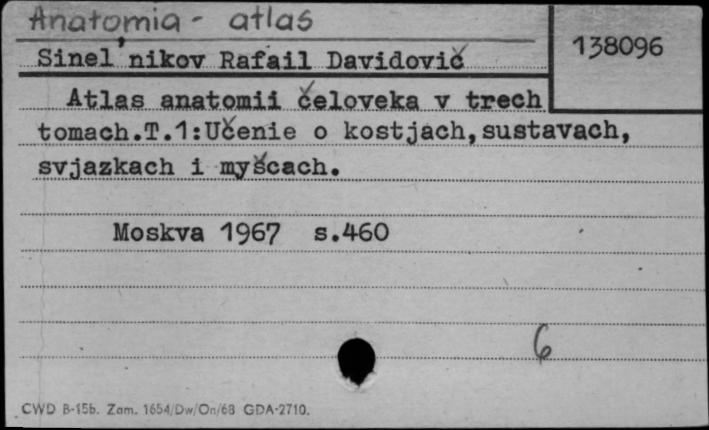 Anatomia - atlas
138096
Sinel'nikov Rafail Davidovič
Atlas anatomii čeloveka v trech
tomach.T.1:Učenie o kostjach,sustavach,
svjazkach i myšcach.
Moskva 1967 s.460
6
CWD B-15b. Zam. 1654/Dw/On/68 GDA-2710.